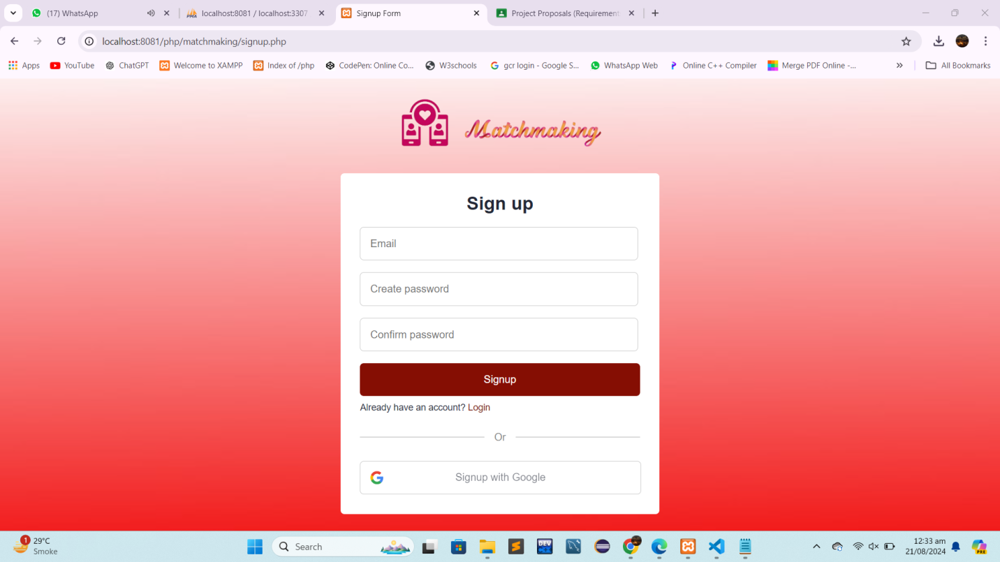 (17) WhatsApp
localhost:8081 / localhost:3307
Signup Form
Project Proposals (Requirement
localhost:8081/php/matchmaking/signup.php
Apps
YouTube
ChatGPT
Welcome to XAMPP
Index of /php
CodePen: Online Co...
W3schools
gcr login - Google S...
WhatsApp Web
Online C++ Compiler
Merge PDF Online -...
All Bookmarks
Matchmaking
Sign up
Email
Create password
Confirm password
Signup
Already have an account? Login
Or
Signup with Google
1
29°C
Smoke
Search
DEV
PRE
12:33 am
21/08/2024